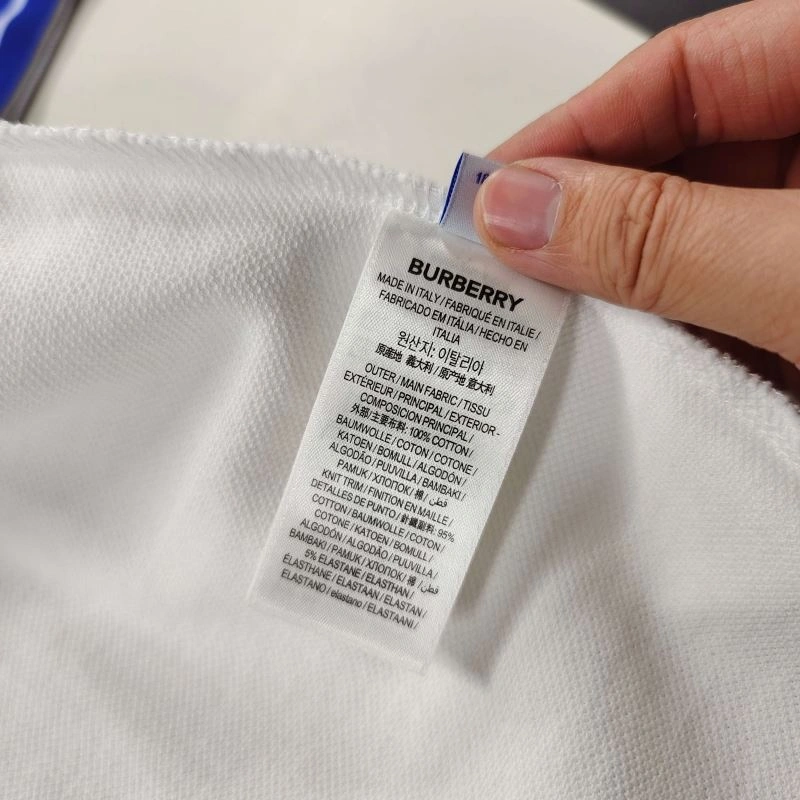 18
BURBERRY
MADE IN ITALY / FABRIQUÉ EN ITALIE /
FABRICADO EM ITÁLIA / HECHO EN
ITALIA
원산지: 이탈리아
原產地 義大利 / 原产地 意大利
OUTER / MAIN FABRIC / TISSU
EXTÉRIEUR / PRINCIPAL / EXTERIOR -
COMPOSICION PRINCIPAL /
外部/主要布料: 100% COTTON /
BAUMWOLLE / COTON / COTONE /
KATOEN / BOMULL / ALGODÓN /
ALGODÃO / PUUVILLA / BAMBAKI /
PAMUK / ХЛОПОК / 棉 / قطن
KNIT TRIM / FINITION EN MAILLE /
DETALLES DE PUNTO / 針織副料: 95%
COTTON / BAUMWOLLE / COTON /
COTONE / KATOEN / BOMULL /
ALGODÓN / ALGODÃO / PUUVILLA /
BAMBAKI / PAMUK / ХЛОПОК / 棉 / قطن
5% ELASTANE / ELASTHAN /
ÉLASTHANE / ELASTAAN / ELASTAN /
ELASTANO / elastano / ELASTAANI /